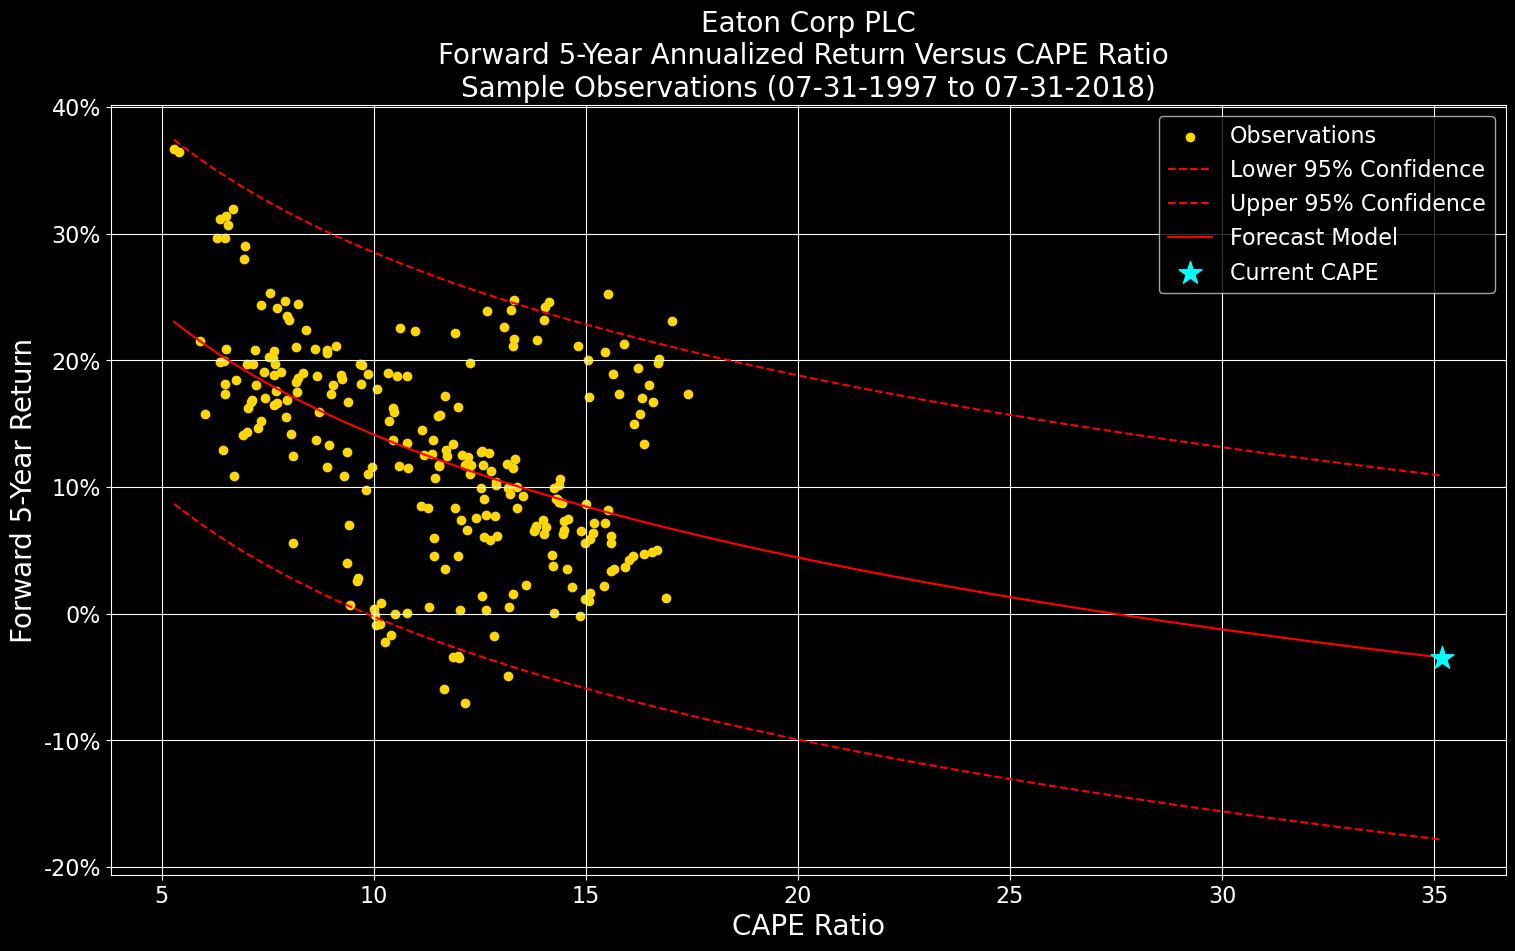 Eaton Corp PLC
Forward 5-Year Annualized Return Versus CAPE Ratio
Sample Observations (07-31-1997 to 07-31-2018)
40%
30%
20%
10%
0%
-10%
-20%
Forward 5-Year Return
Observations
Lower 95% Confidence
Upper 95% Confidence
Forecast Model
Current CAPE
5 10 15 20 25 30 35
CAPE Ratio